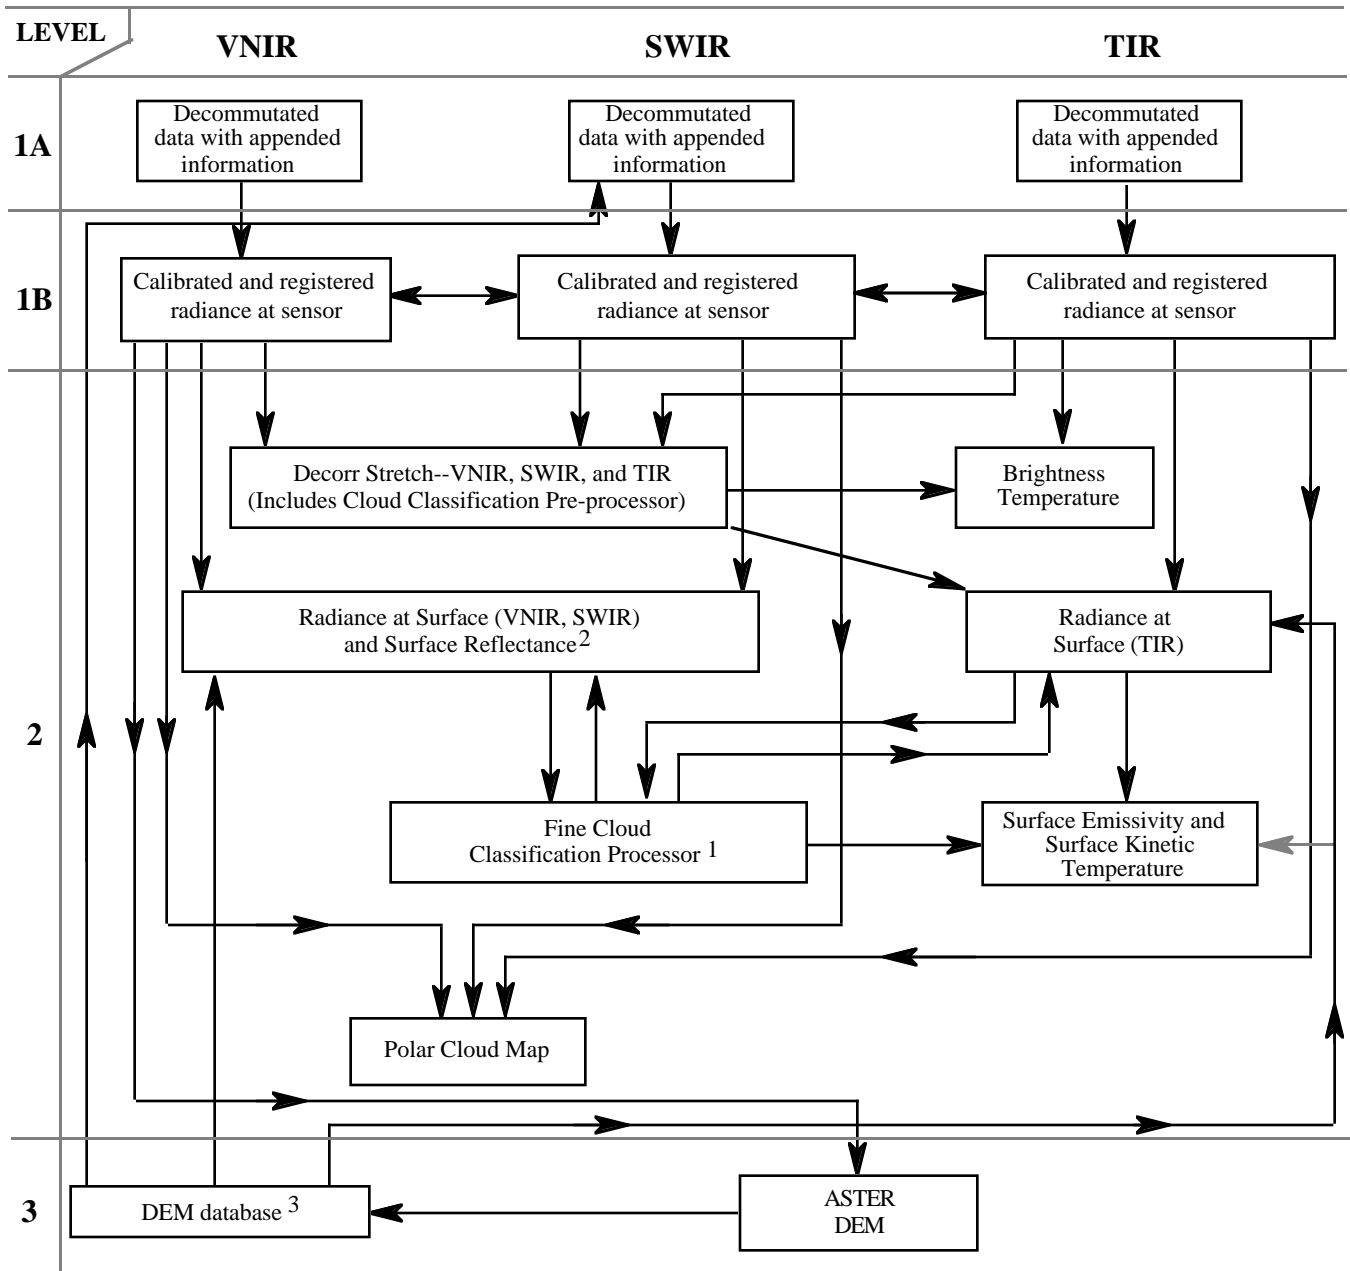 LEVEL
VNIR
SWIR
TIR
1A
Decommutated
data with appended
information
Decommutated
data with appended
information
Decommutated
data with appended
information
1B
Calibrated and registered
radiance at sensor
Calibrated and registered
radiance at sensor
Calibrated and registered
radiance at sensor
2
Decorr Stretch--VNIR, SWIR, and TIR
(Includes Cloud Classification Pre-processor)
Brightness
Temperature
Radiance at Surface (VNIR, SWIR)
and Surface Reflectance 2
Radiance at
Surface (TIR)
Fine Cloud
Classification Processor 1
Surface Emissivity and
Surface Kinetic
Temperature
Polar Cloud Map
3
DEM database 3
ASTER
DEM